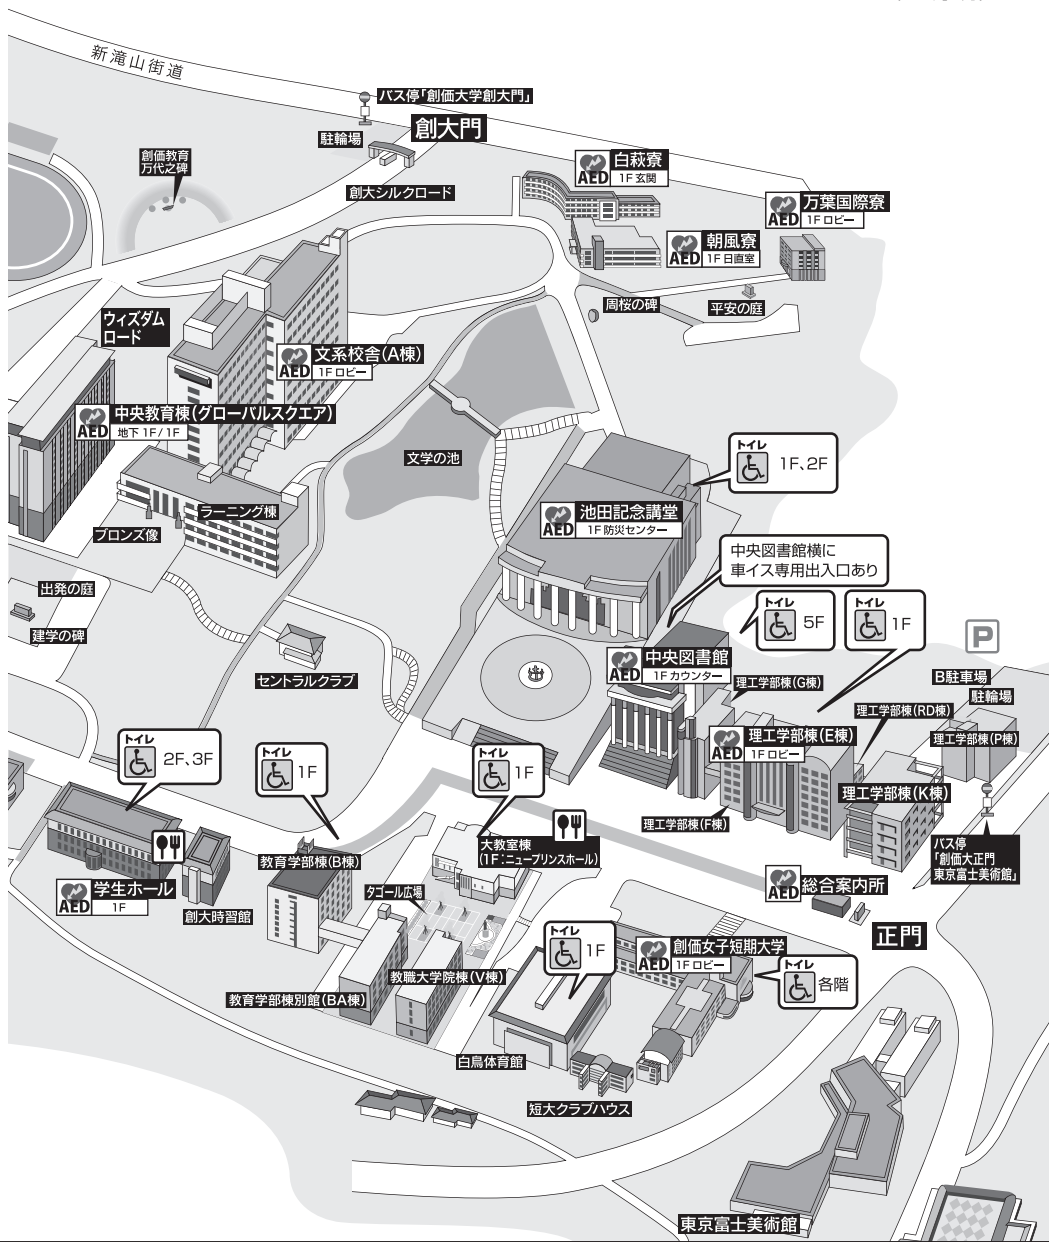 新滝山街道
バス停「創価大学創大門」
創大門
駐輪場
創価教育
万代之碑
創大シルクロード
AED
白萩寮
1F 玄関
AED
万葉国際寮
1F ロビー
AED
朝風寮
1F 日直室
周桜の碑
平安の庭
ウィズダム
ロード
AED
文系校舎(A棟)
1F ロビー
AED
中央教育棟(グローバルスクエア)
地下 1F/1F
文学の池
トイレ
1F、2F
ラーニング棟
ブロンズ像
AED
池田記念講堂
1F 防災センター
中央図書館横に
車イス専用出入口あり
出発の庭
建学の碑
トイレ
5F
トイレ
1F
P
セントラルクラブ
AED
中央図書館
1F カウンター
理工学部棟(G棟)
B駐車場
駐輪場
理工学部棟(RD棟)
理工学部棟(P棟)
AED
理工学部棟(E棟)
1F ロビー
トイレ
2F、3F
トイレ
1F
トイレ
1F
理工学部棟(K棟)
理工学部棟(F棟)
バス停
「創価大正門
東京富士美術館」
大教室棟
(1F:ニュープリンスホール)
教育学部棟(B棟)
AED
学生ホール
1F
創大時習館
タゴール広場
AED
総合案内所
正門
トイレ
1F
AED
創価女子短期大学
1F ロビー
トイレ
各階
教職大学院棟(V棟)
教育学部棟別館(BA棟)
白鳥体育館
短大クラブハウス
東京富士美術館